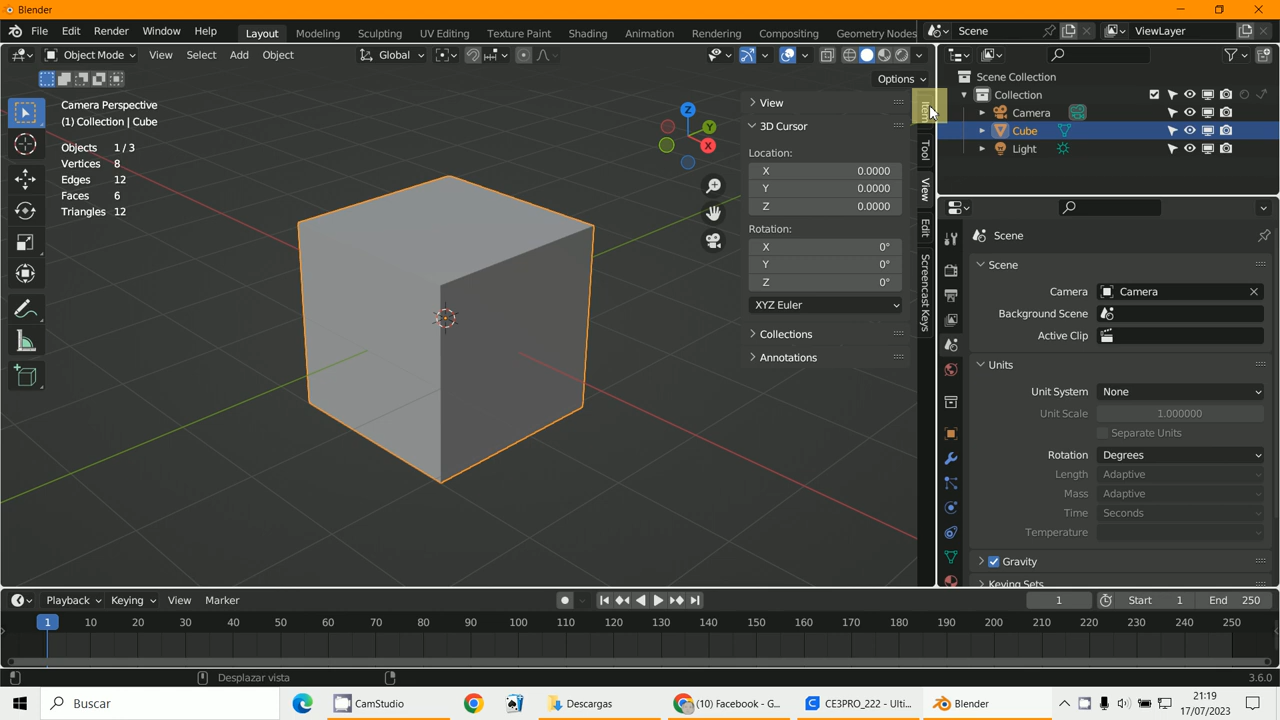 Blender
File Edit Render Window Help
Layout Modeling Sculpting UV Editing Texture Paint Shading Animation Rendering Compositing Geometry Nodes
Scene
ViewLayer
Object Mode View Select Add Object
Global
Options
Camera Perspective
(1) Collection | Cube
Objects 1 / 3
Vertices 8
Edges 12
Faces 6
Triangles 12
Z
Y
X
View
3D Cursor
Location:
X 0.0000
Y 0.0000
Z 0.0000
Rotation:
X 0°
Y 0°
Z 0°
XYZ Euler
Collections
Annotations
Item
Tool
View
Edit
Screencast Keys
Scene Collection
Collection
Camera
Cube
Light
Scene
Scene
Camera Camera
Background Scene
Active Clip
Units
Unit System None
Unit Scale 1.000000
Separate Units
Rotation Degrees
Length Adaptive
Mass Adaptive
Time Seconds
Temperature
Gravity
Keying Sets
Playback Keying View Marker
1
Start 1
End 250
1 10 20 30 40 50 60 70 80 90 100 110 120 130 140 150 160 170 180 190 200 210 220 230 240 250
Desplazar vista
3.6.0
Buscar
CamStudio
Descargas
(10) Facebook - G...
CE3PRO_222 - Ulti...
Blender
21:19
17/07/2023